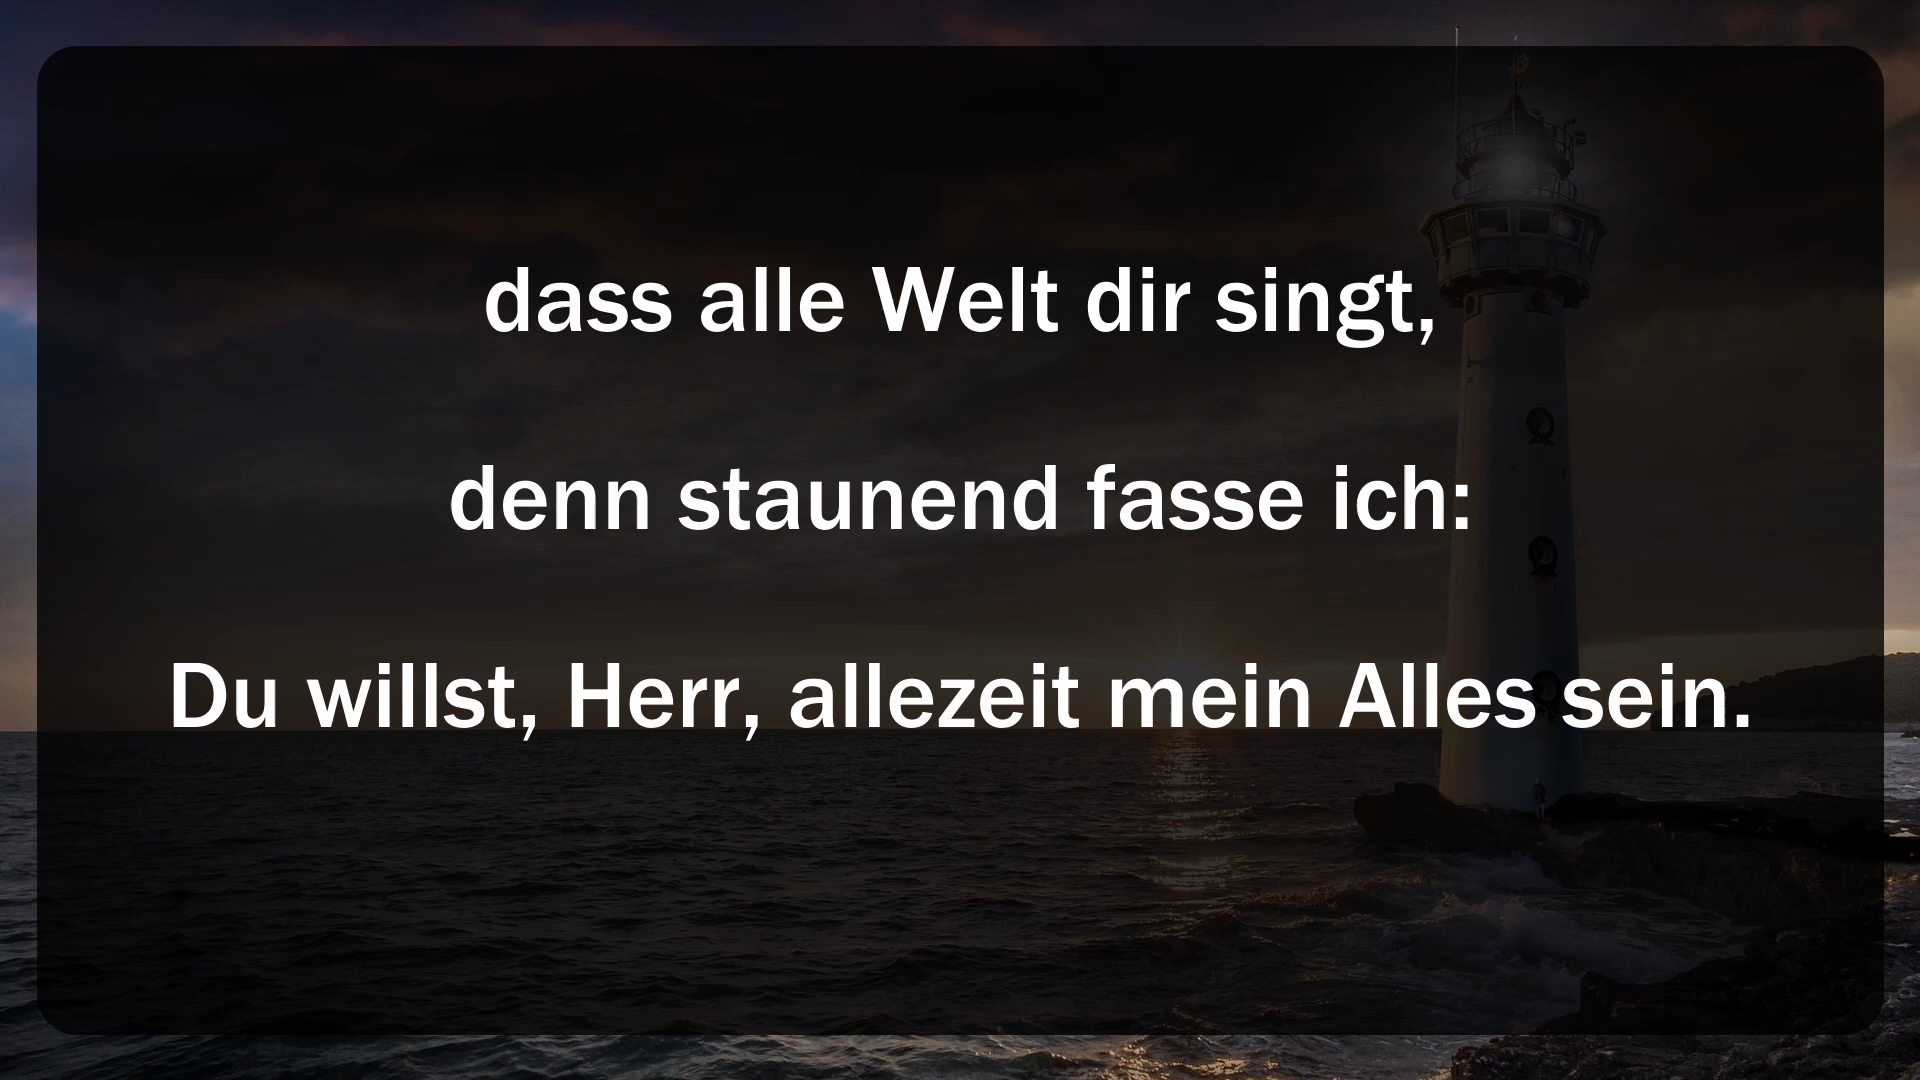 dass alle Welt dir singt,
denn staunend fasse ich:
Du willst, Herr, allezeit mein Alles sein.